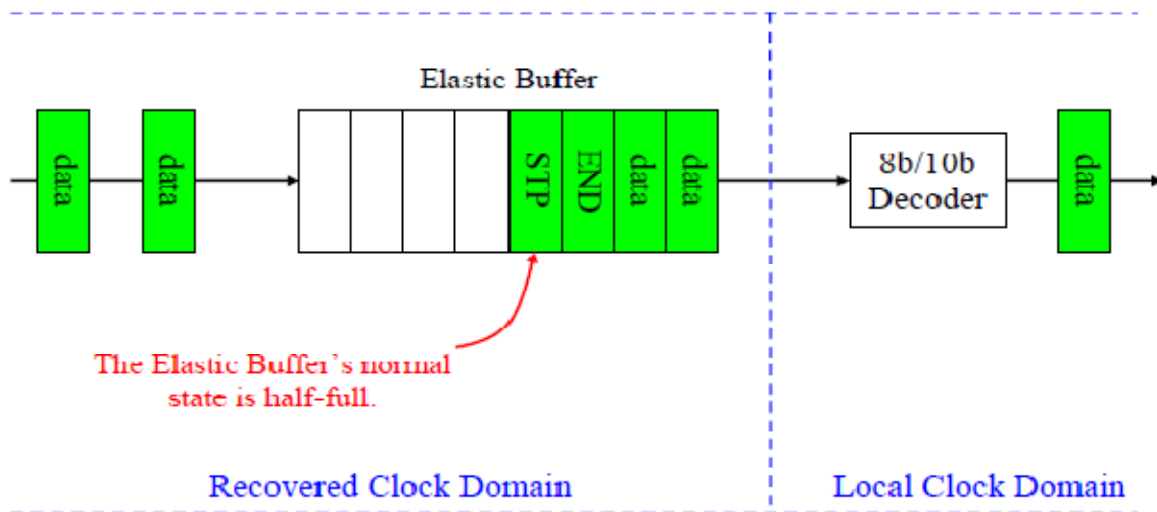 Elastic Buffer
data
data
STP
END
data
data
8b/10b
Decoder
data
The Elastic Buffer's normal
state is half-full.
Recovered Clock Domain
Local Clock Domain